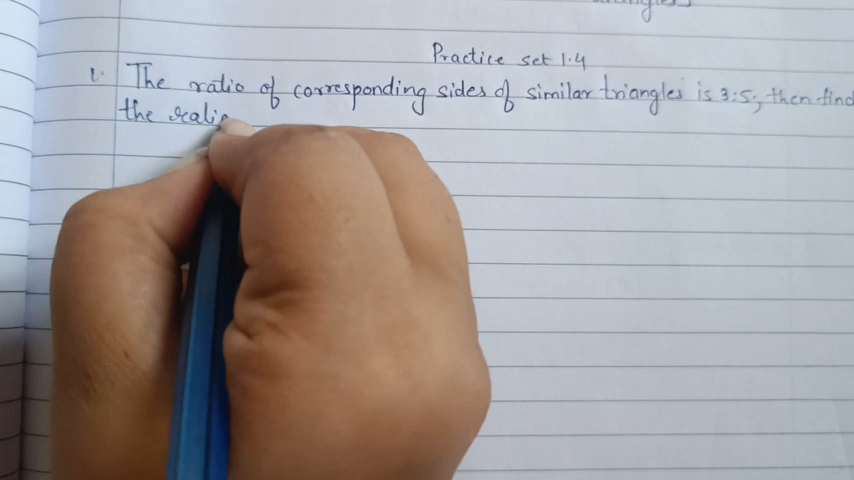 Practice set 1.4
1. The ratio of corresponding sides of similar triangles is 3:5, then find
the ratio